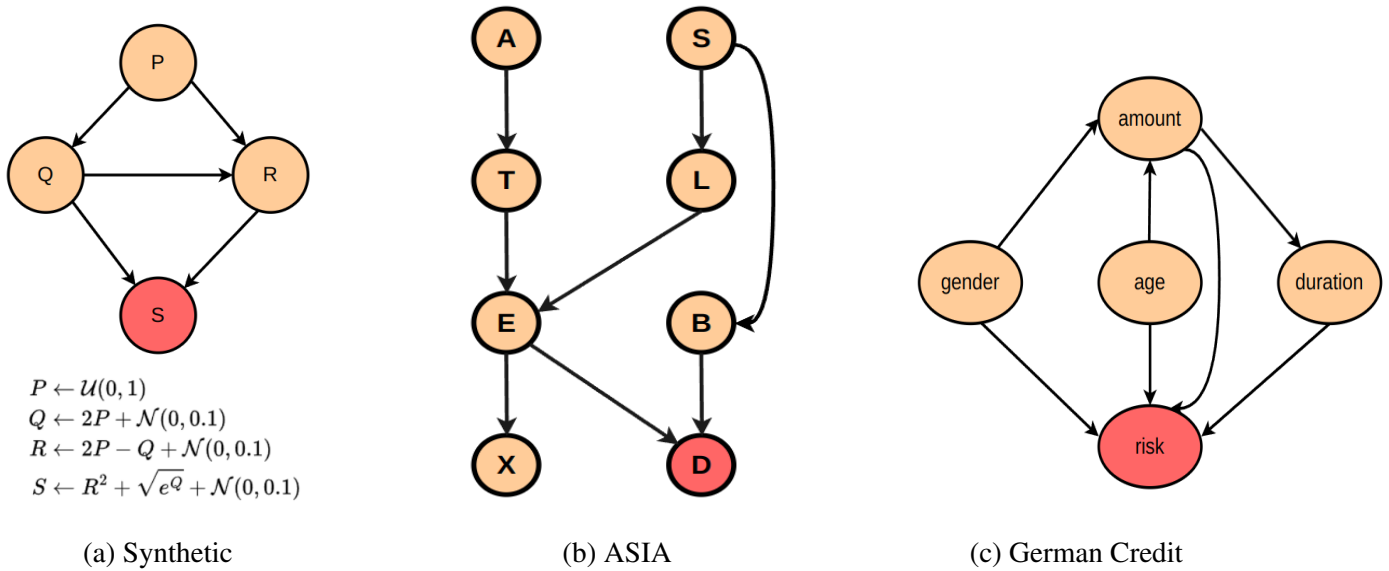 P
Q
R
S
P ← 𝒰(0, 1)
Q ← 2P + 𝒩(0, 0.1)
R ← 2P − Q + 𝒩(0, 0.1)
S ← R² + √e^Q + 𝒩(0, 0.1)
(a) Synthetic
A
S
T
L
E
B
X
D
(b) ASIA
amount
gender
age
duration
risk
(c) German Credit